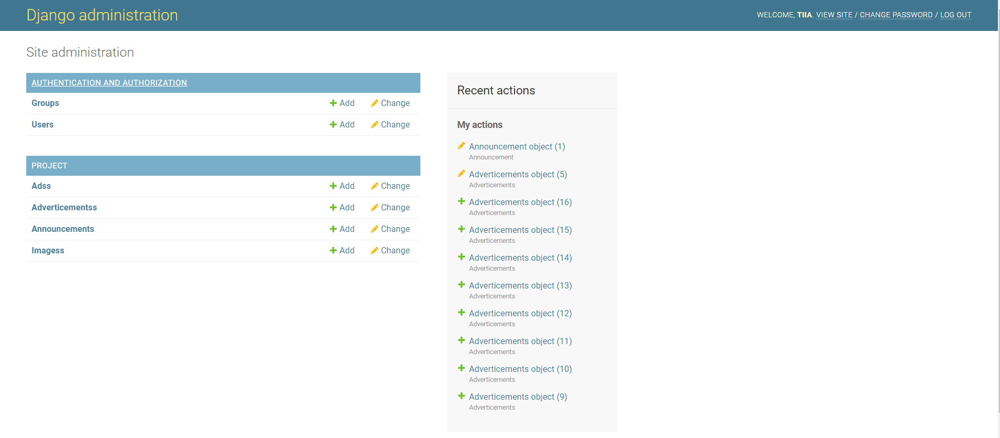 Django administration
WELCOME, TIIA. VIEW SITE / CHANGE PASSWORD / LOG OUT
Site administration
AUTHENTICATION AND AUTHORIZATION
Groups Add Change
Users Add Change
PROJECT
Adss Add Change
Adverticementss Add Change
Announcements Add Change
Imagess Add Change
Recent actions
My actions
Announcement object (1)
Announcement
Adverticements object (5)
Adverticements
Adverticements object (16)
Adverticements
Adverticements object (15)
Adverticements
Adverticements object (14)
Adverticements
Adverticements object (13)
Adverticements
Adverticements object (12)
Adverticements
Adverticements object (11)
Adverticements
Adverticements object (10)
Adverticements
Adverticements object (9)
Adverticements